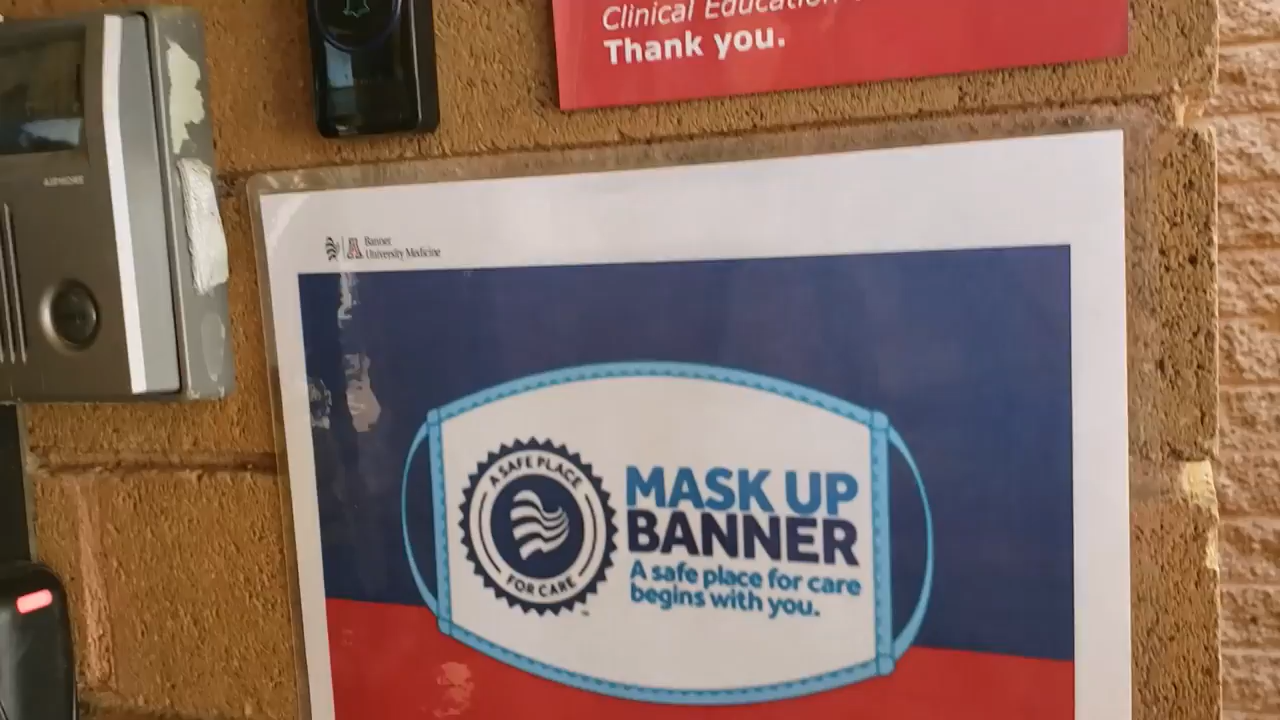 Clinical Education
Thank you.
AIPHONE
Banner
University Medicine
A SAFE PLACE
FOR CARE
MASK UP
BANNER
A safe place for care
begins with you.